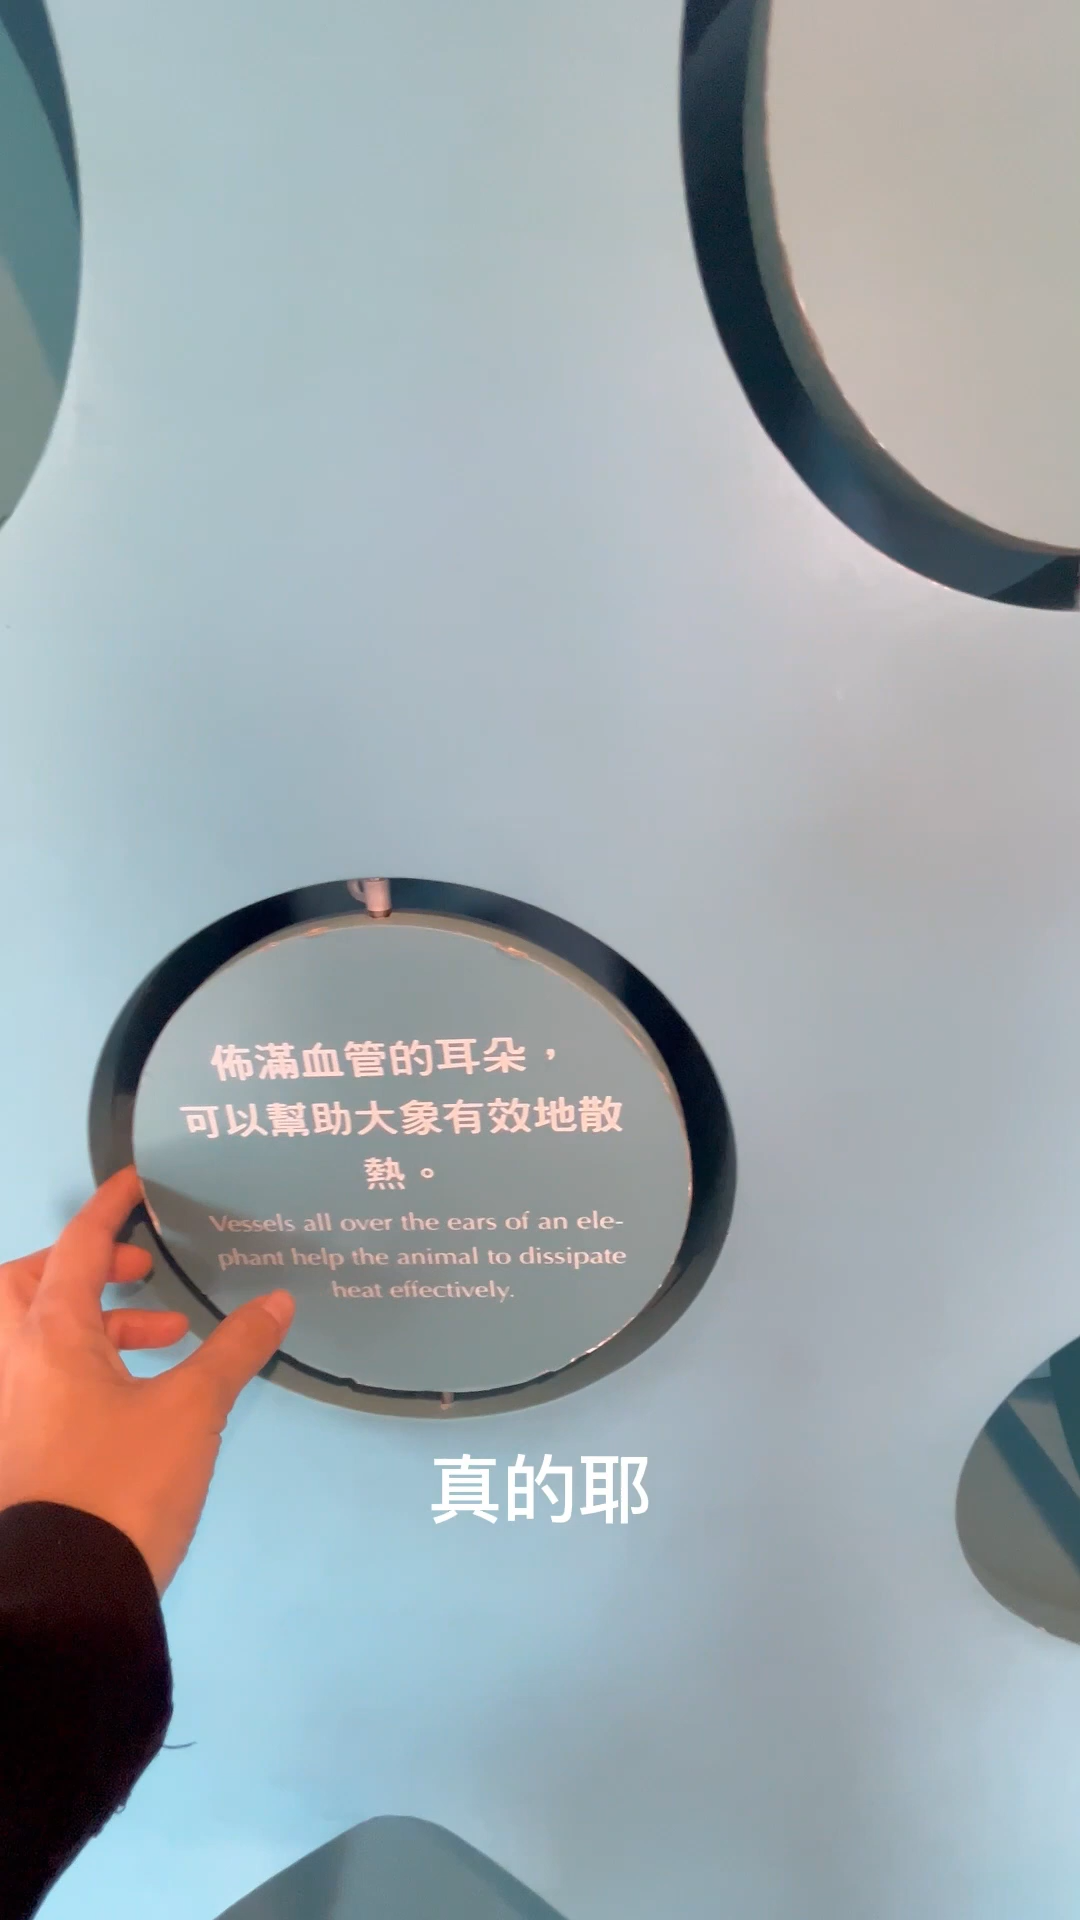 佈滿血管的耳朵，
可以幫助大象有效地散
熱。
Vessels all over the ears of an ele-
phant help the animal to dissipate
heat effectively.
真的耶